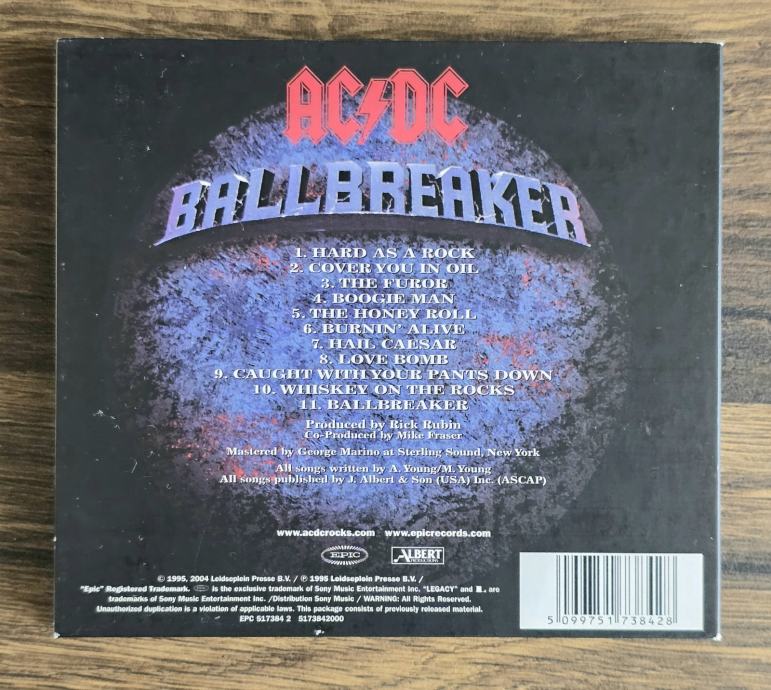 AC/DC
BALLBREAKER
1. HARD AS A ROCK
2. COVER YOU IN OIL
3. THE FUROR
4. BOOGIE MAN
5. THE HONEY ROLL
6. BURNIN' ALIVE
7. HAIL CAESAR
8. LOVE BOMB
9. CAUGHT WITH YOUR PANTS DOWN
10. WHISKEY ON THE ROCKS
11. BALLBREAKER
Produced by Rick Rubin
Co-Produced by Mike Fraser
Mastered by George Marino at Sterling Sound, New York
All songs written by A. Young/M. Young
All songs published by J. Albert & Son (USA) Inc. (ASCAP)
www.acdcrocks.com www.epicrecords.com
EPIC ALBERT PRODUCTIONS
© 1995, 2004 Leidseplein Presse B.V. / ℗ 1995 Leidseplein Presse B.V. /
"Epic" Registered Trademark. is the exclusive trademark of Sony Music Entertainment Inc. "LEGACY" and L. are
trademarks of Sony Music Entertainment Inc. /Distribution Sony Music / WARNING: All Rights Reserved.
Unauthorized duplication is a violation of applicable laws. This package consists of previously released material.
EPC 517384 2 5173842000
5 099751 738428